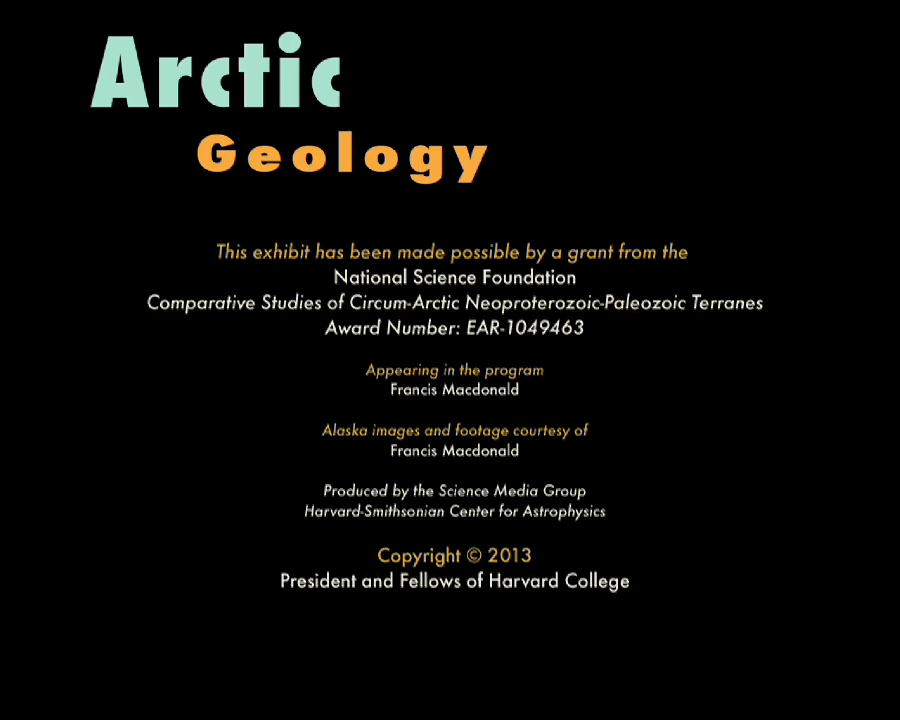 Arctic
Geology
This exhibit has been made possible by a grant from the
National Science Foundation
Comparative Studies of Circum-Arctic Neoproterozoic-Paleozoic Terranes
Award Number: EAR-1049463
Appearing in the program
Francis Macdonald
Alaska images and footage courtesy of
Francis Macdonald
Produced by the Science Media Group
Harvard-Smithsonian Center for Astrophysics
Copyright © 2013
President and Fellows of Harvard College